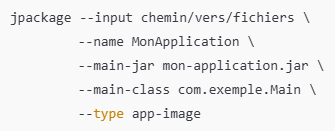 jpackage --input chemin/vers/fichiers \
--name MonApplication \
--main-jar mon-application.jar \
--main-class com.exemple.Main \
--type app-image